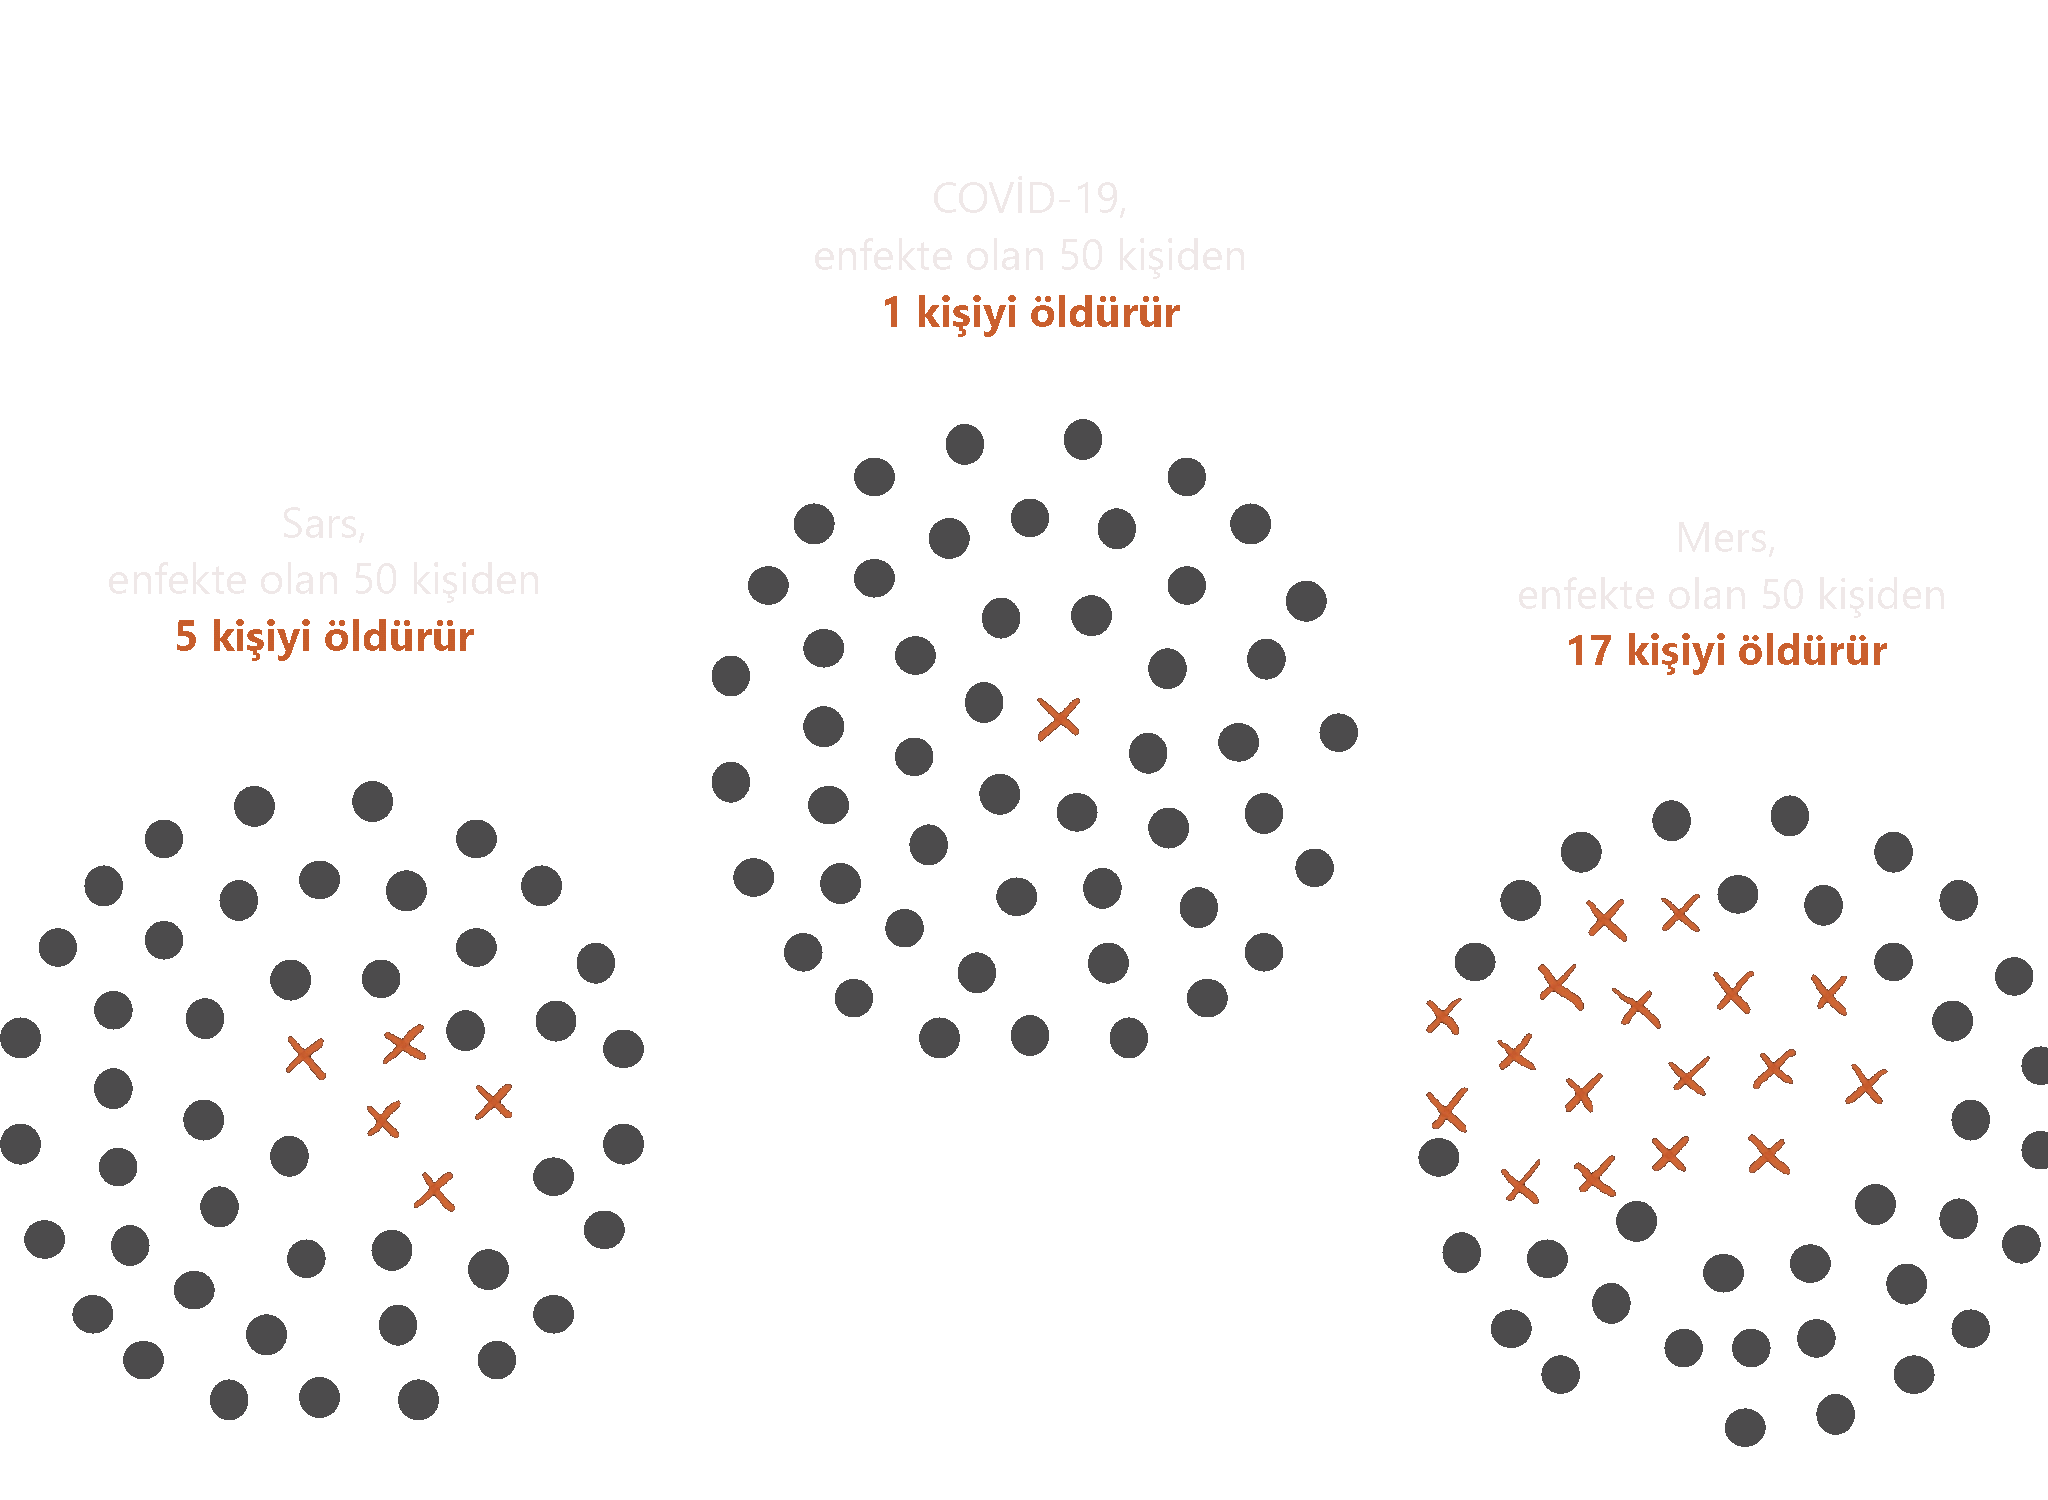 COVİD-19,
enfekte olan 50 kişiden
1 kişiyi öldürür
Sars,
enfekte olan 50 kişiden
5 kişiyi öldürür
Mers,
enfekte olan 50 kişiden
17 kişiyi öldürür